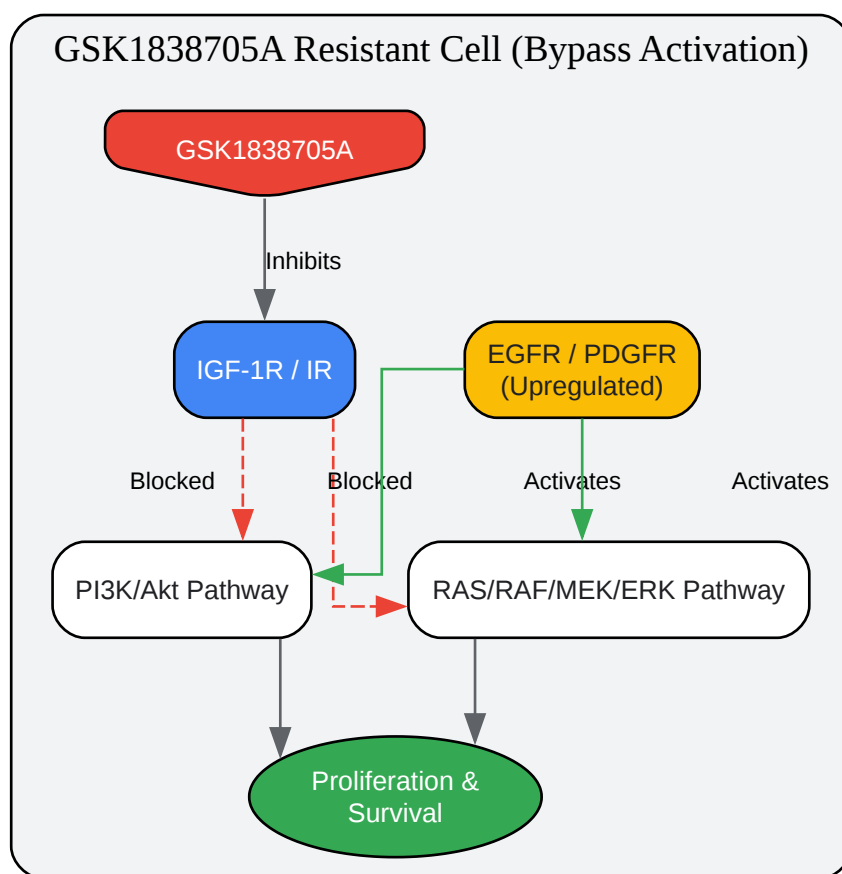 GSK1838705A Resistant Cell (Bypass Activation)
GSK1838705A
Inhibits
IGF-1R / IR
EGFR / PDGFR
(Upregulated)
Blocked
Blocked
Activates
Activates
PI3K/Akt Pathway
RAS/RAF/MEK/ERK Pathway
Proliferation &
Survival